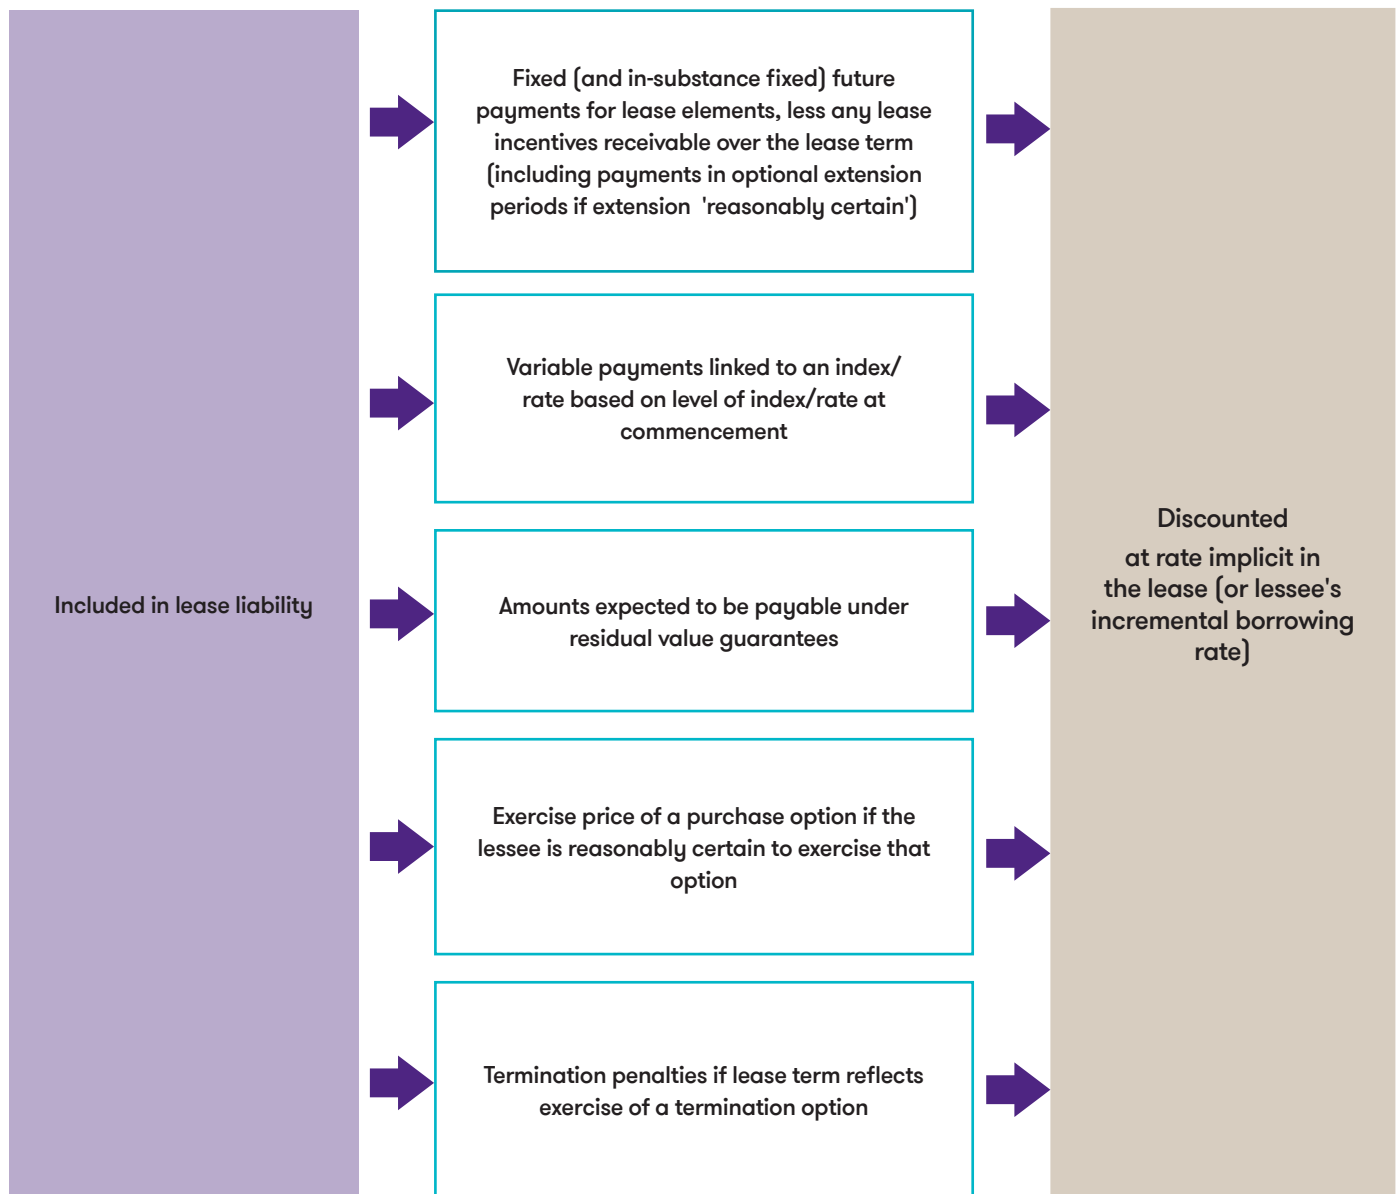 Fixed (and in-substance fixed) future
payments for lease elements, less any lease
incentives receivable over the lease term
(including payments in optional extension
periods if extension 'reasonably certain')
Variable payments linked to an index/
rate based on level of index/rate at
commencement
Included in lease liability
Amounts expected to be payable under
residual value guarantees
Exercise price of a purchase option if the
lessee is reasonably certain to exercise that
option
Termination penalties if lease term reflects
exercise of a termination option
Discounted
at rate implicit in
the lease (or lessee's
incremental borrowing
rate)